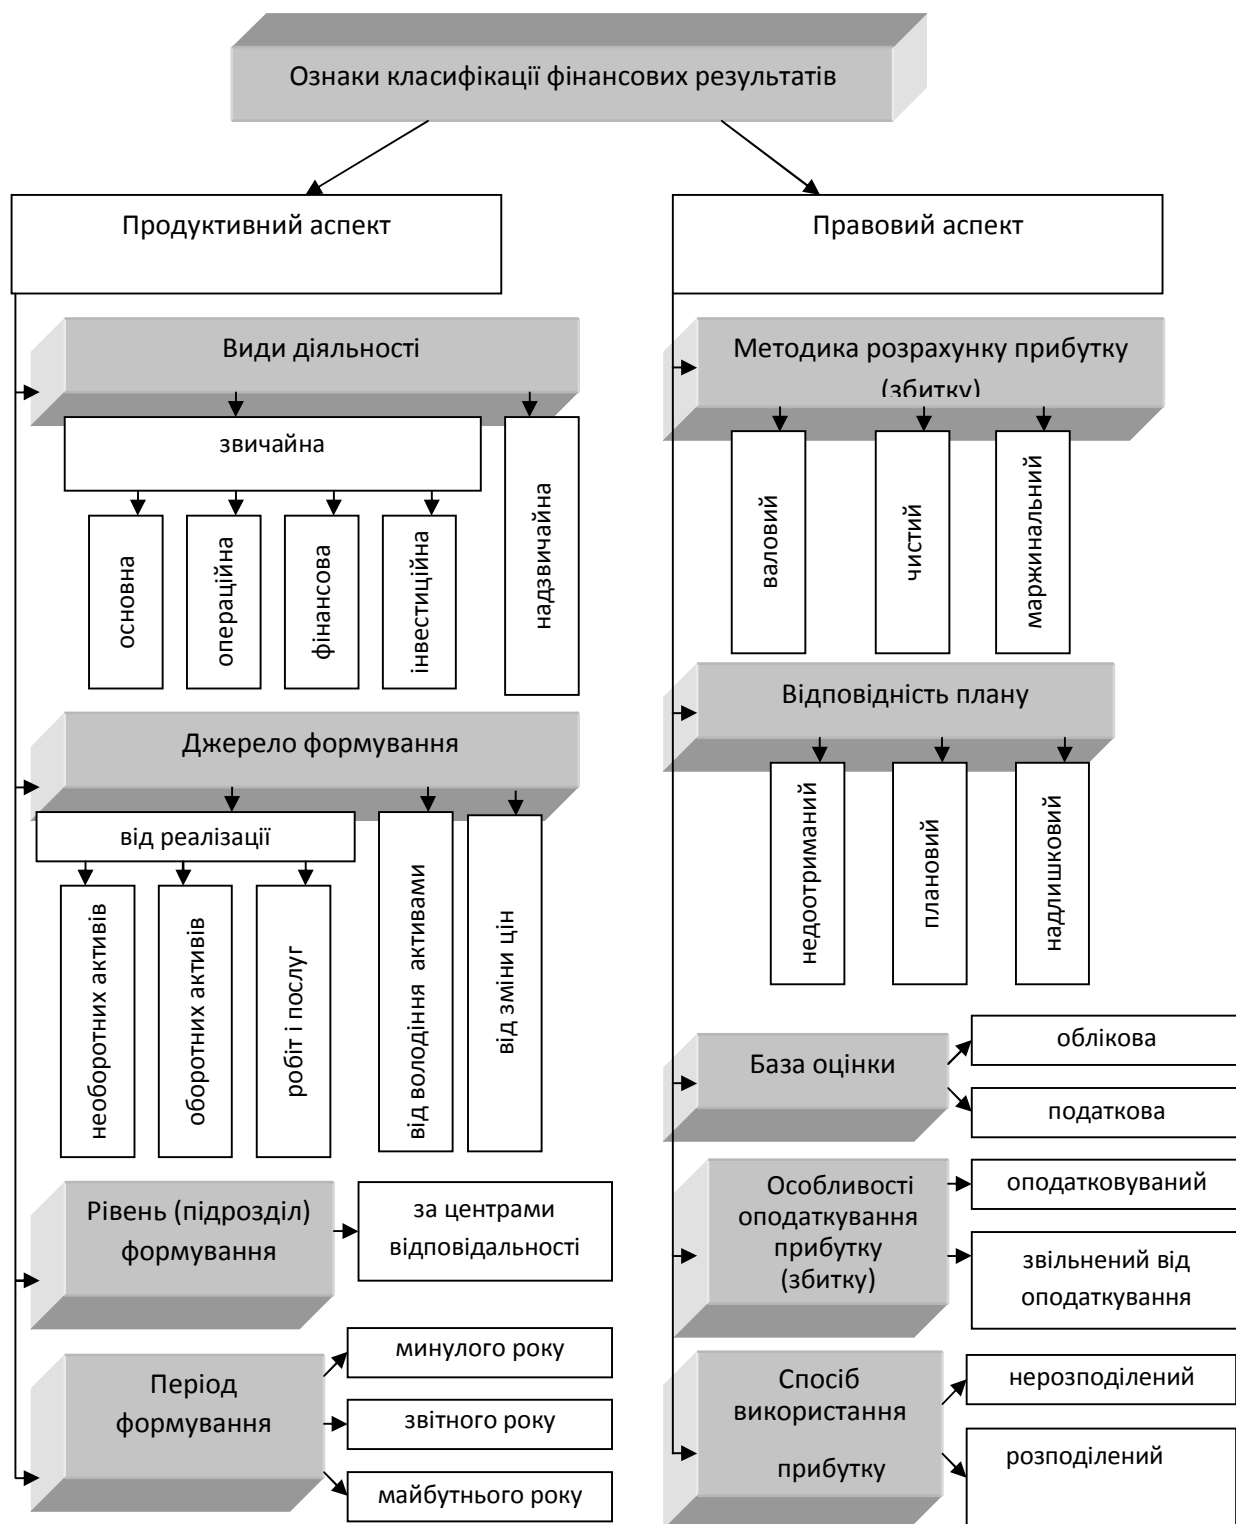 Ознаки класифікації фінансових результатів
Продуктивний аспект
Види діяльності
звичайна
надзвичайна
основна
операційна
фінансова
інвестиційна
Джерело формування
від реалізації
від володіння активами
від зміни цін
необоротних активів
оборотних активів
робіт і послуг
Рівень (підрозділ)
формування
за центрами
відповідальності
Період
формування
минулого року
звітного року
майбутнього року
Правовий аспект
Методика розрахунку прибутку
(збитку)
валовий
чистий
маржинальний
Відповідність плану
недоотриманий
плановий
надлишковий
База оцінки
облікова
податкова
Особливості
оподаткування
прибутку
(збитку)
оподатковуваний
звільнений від
оподаткування
Спосіб
використання
прибутку
нерозподілений
розподілений